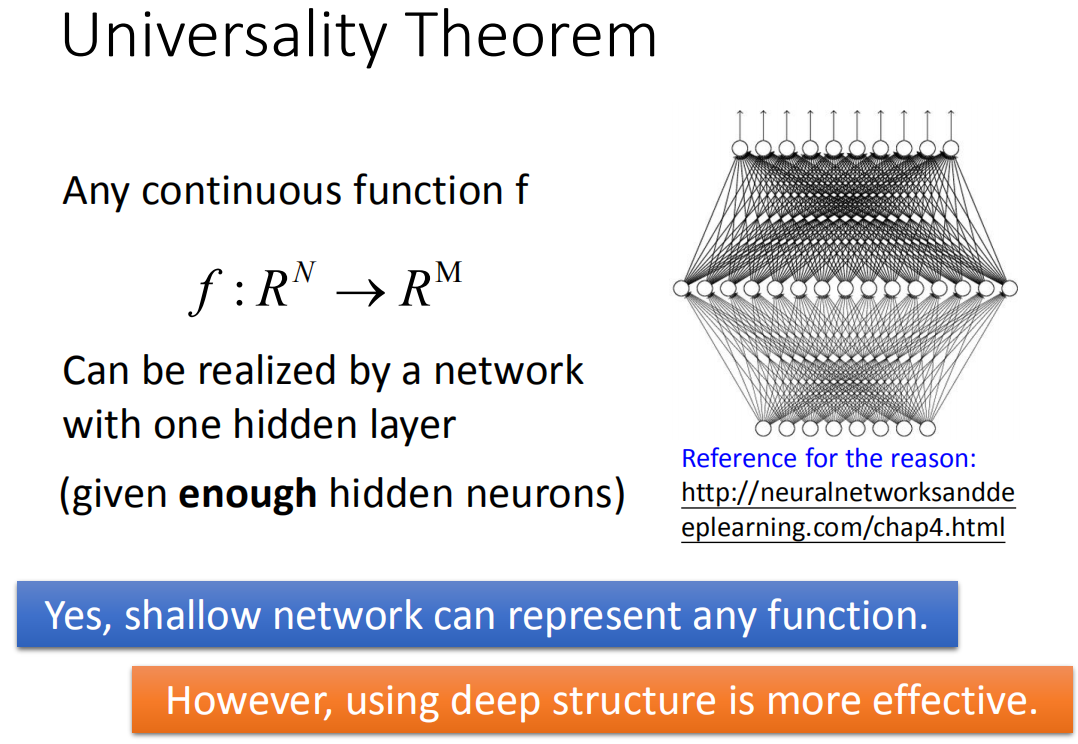 Universality Theorem
Any continuous function f
f : R^N → R^M
Can be realized by a network
with one hidden layer
(given enough hidden neurons)
Reference for the reason:
http://neuralnetworksandde
eplearning.com/chap4.html
Yes, shallow network can represent any function.
However, using deep structure is more effective.